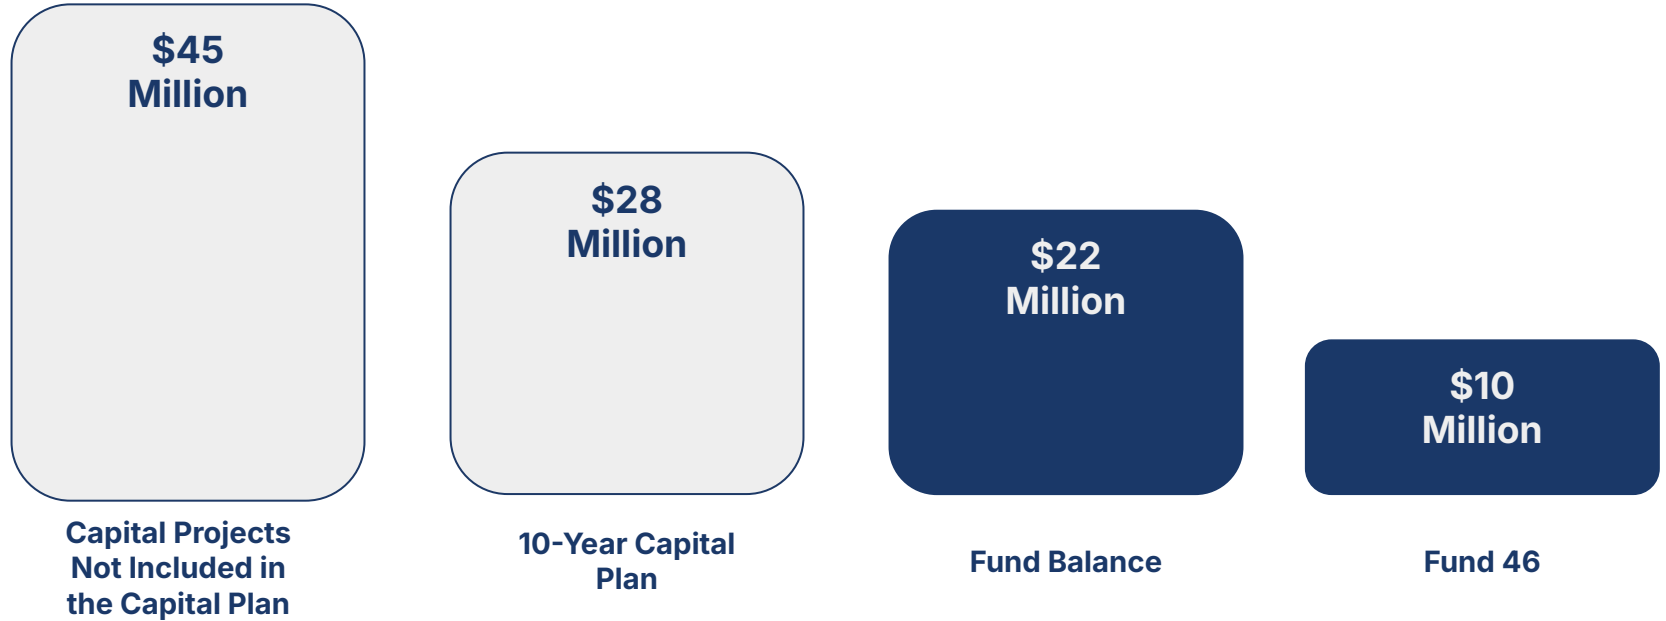 $45
Million
$28
Million
$22
Million
$10
Million
Capital Projects
Not Included in
the Capital Plan
10-Year Capital
Plan
Fund Balance
Fund 46